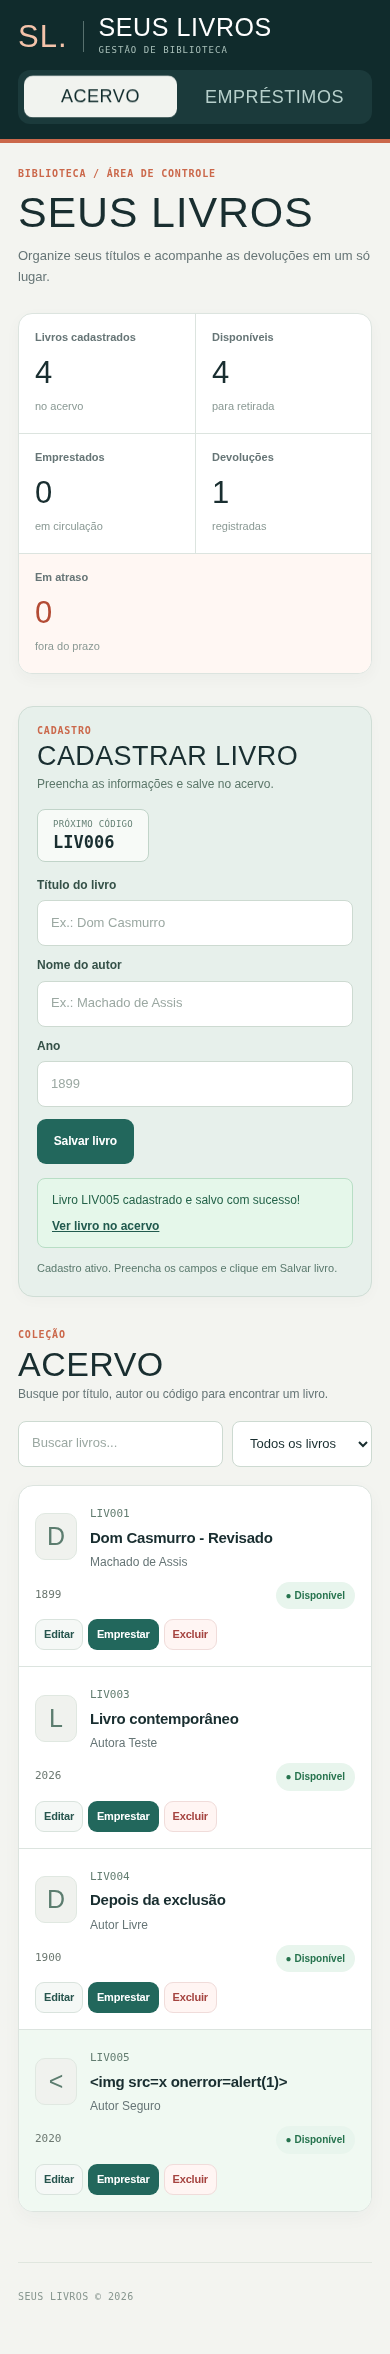 SL.
SEUS LIVROS
GESTÃO DE BIBLIOTECA
ACERVO
EMPRÉSTIMOS
BIBLIOTECA / ÁREA DE CONTROLE
SEUS LIVROS
Organize seus títulos e acompanhe as devoluções em um só
lugar.
Livros cadastrados
4
no acervo
Disponíveis
4
para retirada
Emprestados
0
em circulação
Devoluções
1
registradas
Em atraso
0
fora do prazo
CADASTRO
CADASTRAR LIVRO
Preencha as informações e salve no acervo.
PRÓXIMO CÓDIGO
LIV006
Título do livro
Ex.: Dom Casmurro
Nome do autor
Ex.: Machado de Assis
Ano
1899
Salvar livro
Livro LIV005 cadastrado e salvo com sucesso!
Ver livro no acervo
Cadastro ativo. Preencha os campos e clique em Salvar livro.
COLEÇÃO
ACERVO
Busque por título, autor ou código para encontrar um livro.
Buscar livros...
Todos os livros
D
LIV001
Dom Casmurro - Revisado
Machado de Assis
1899
● Disponível
Editar
Emprestar
Excluir
L
LIV003
Livro contemporâneo
Autora Teste
2026
● Disponível
Editar
Emprestar
Excluir
D
LIV004
Depois da exclusão
Autor Livre
1900
● Disponível
Editar
Emprestar
Excluir
<
LIV005
<img src=x onerror=alert(1)>
Autor Seguro
2020
● Disponível
Editar
Emprestar
Excluir
SEUS LIVROS © 2026